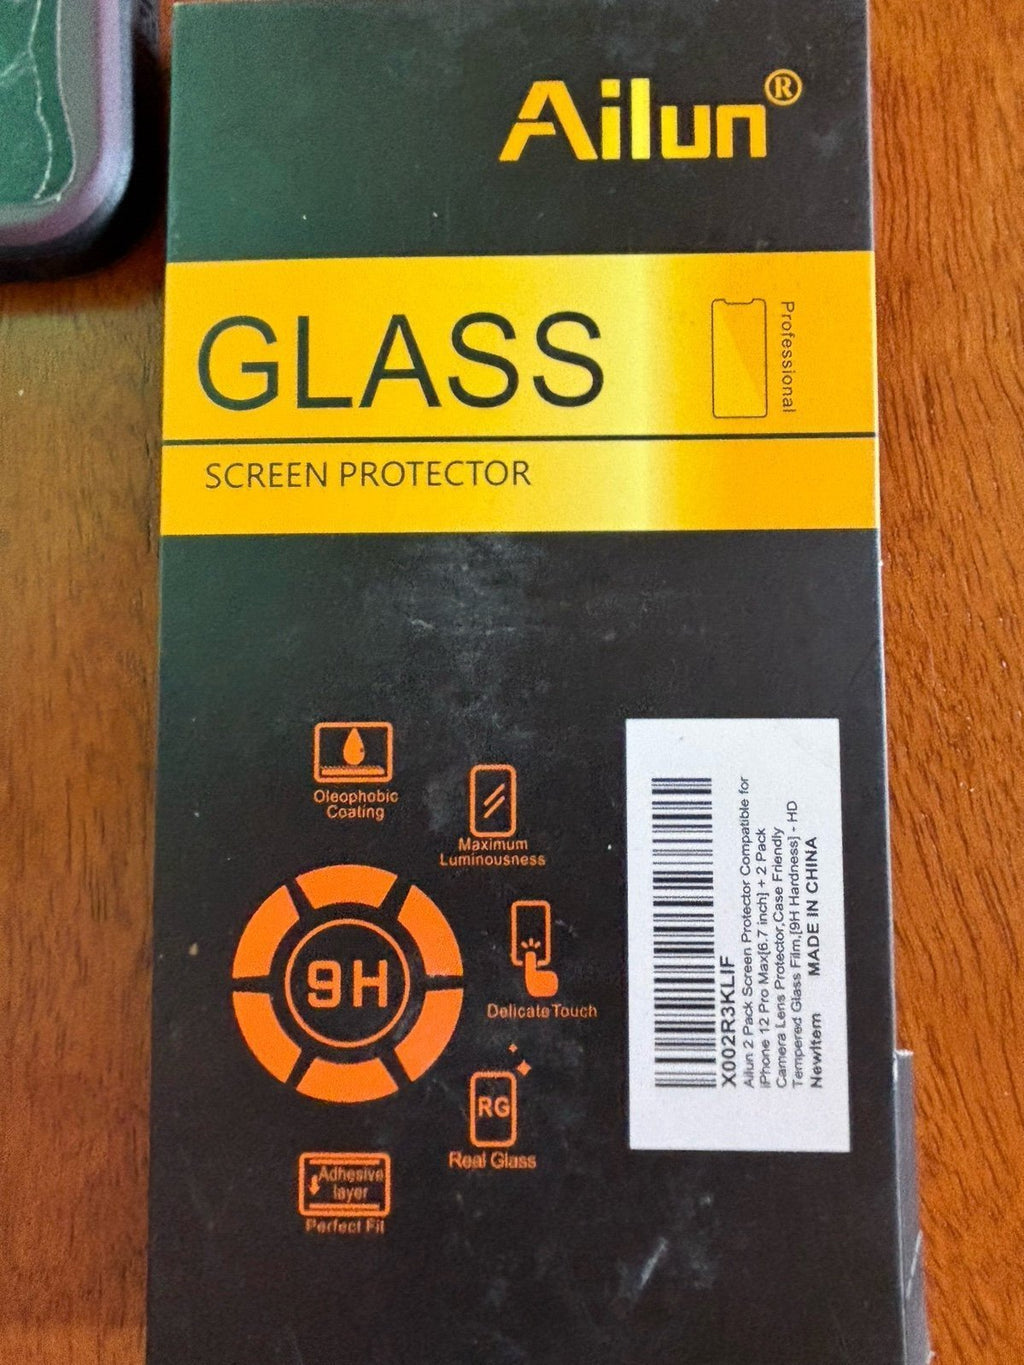 Ailun®
GLASS
Professional
SCREEN PROTECTOR
Oleophobic
Coating
Maximum
Luminousness
9H
Delicate Touch
RG
Real Glass
Adhesive
layer
Perfect Fit
X002R3KLIF
Ailun 2 Pack Screen Protector Compatible for
iPhone 12 Pro Max[6.7 inch] + 2 Pack
Camera Lens Protector,Case Friendly
Tempered Glass Film,[9H Hardness] - HD
NewItem MADE IN CHINA